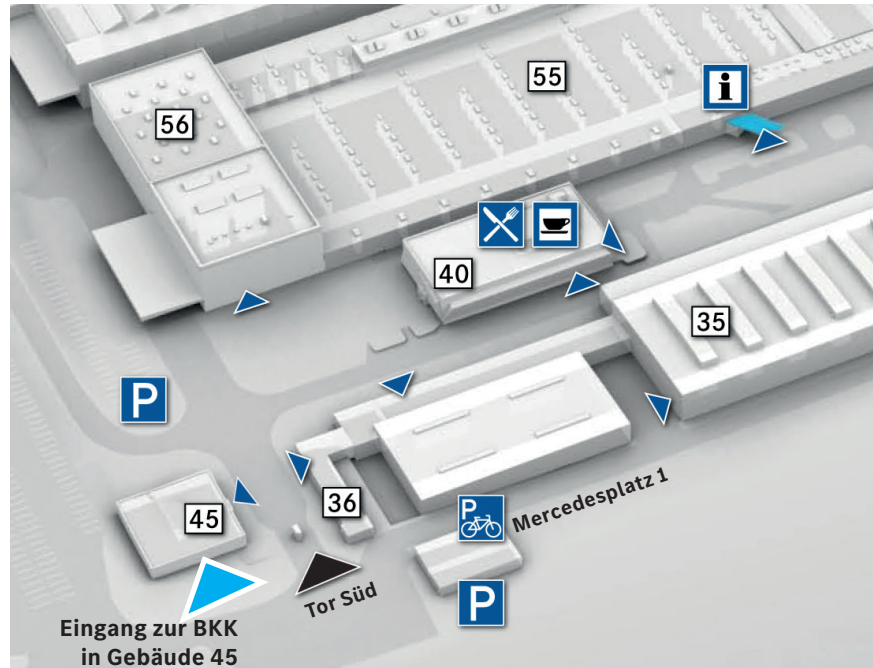 55
i
56
40
35
P
45
36
P
Mercedesplatz 1
Tor Süd
P
Eingang zur BKK
in Gebäude 45